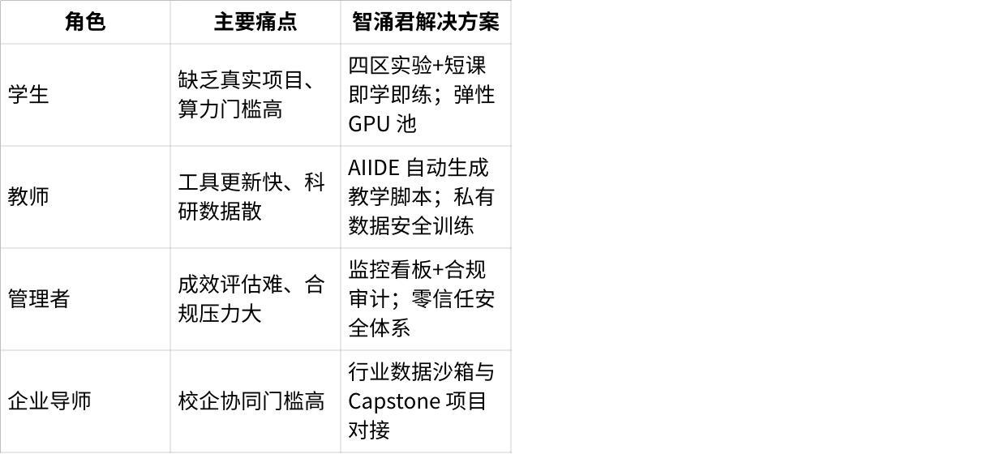 角色 主要痛点 智涌君解决方案
学生
缺乏真实项目、
算力门槛高
四区实验+短课
即学即练；弹性
GPU 池
教师
工具更新快、科
研数据散
AIIDE 自动生成
教学脚本；私有
数据安全训练
管理者
成效评估难、合
规压力大
监控看板+合规
审计；零信任安
全体系
企业导师
校企协同门槛高
行业数据沙箱与
Capstone 项目
对接